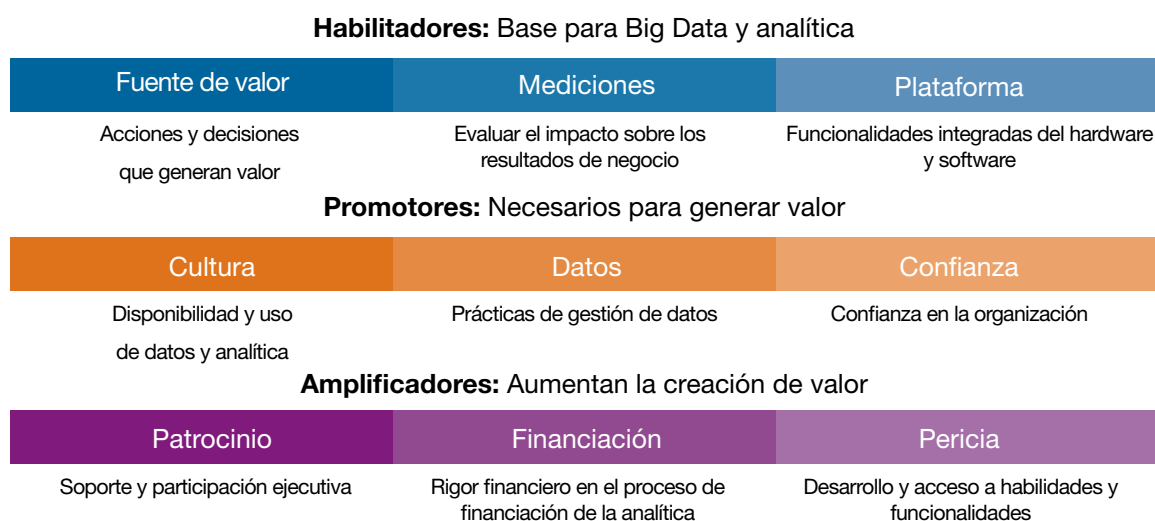 Habilitadores: Base para Big Data y analítica
Fuente de valor
Mediciones
Plataforma
Acciones y decisiones
que generan valor
Evaluar el impacto sobre los
resultados de negocio
Funcionalidades integradas del hardware
y software
Promotores: Necesarios para generar valor
Cultura
Datos
Confianza
Disponibilidad y uso
de datos y analítica
Prácticas de gestión de datos
Confianza en la organización
Amplificadores: Aumentan la creación de valor
Patrocinio
Financiación
Pericia
Soporte y participación ejecutiva
Rigor financiero en el proceso de
financiación de la analítica
Desarrollo y acceso a habilidades y
funcionalidades